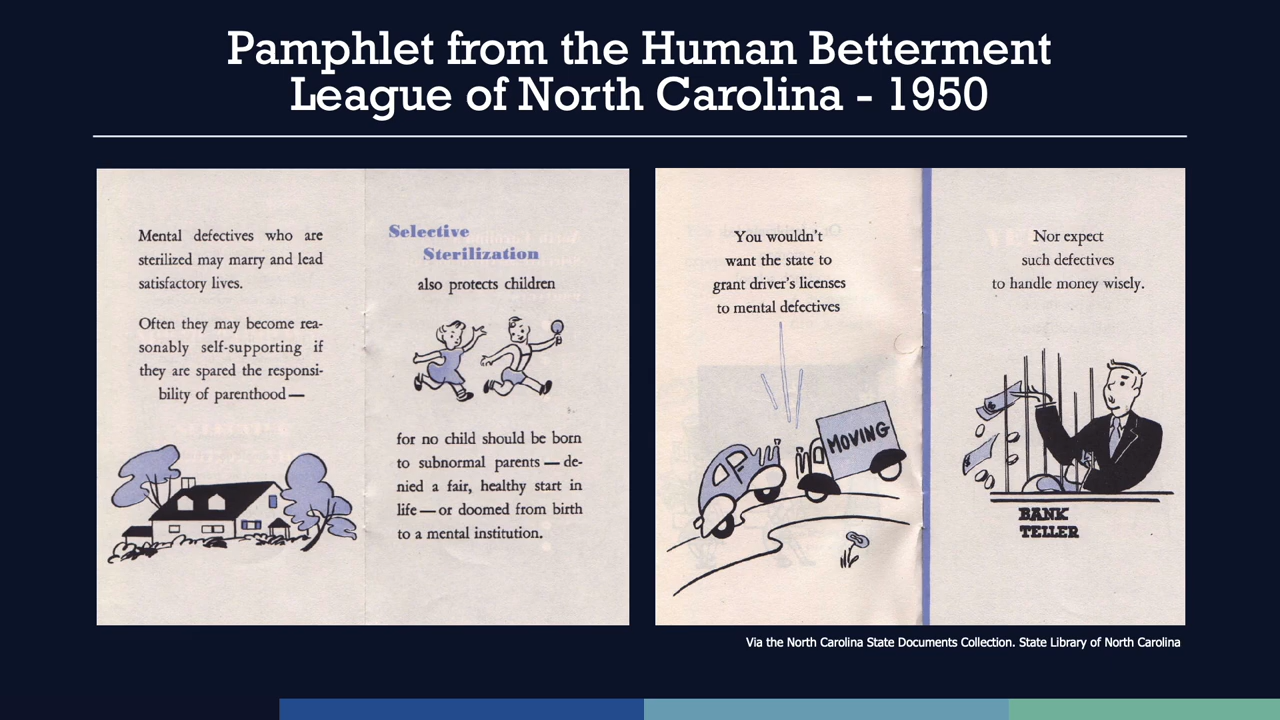 Pamphlet from the Human Betterment
League of North Carolina - 1950
Mental defectives who are
sterilized may marry and lead
satisfactory lives.
Often they may become rea-
sonably self-supporting if
they are spared the responsi-
bility of parenthood —
Selective
Sterilization
also protects children
for no child should be born
to subnormal parents — de-
nied a fair, healthy start in
life — or doomed from birth
to a mental institution.
You wouldn't
want the state to
grant driver's licenses
to mental defectives
MOVING
Nor expect
such defectives
to handle money wisely.
BANK
TELLER
Via the North Carolina State Documents Collection. State Library of North Carolina